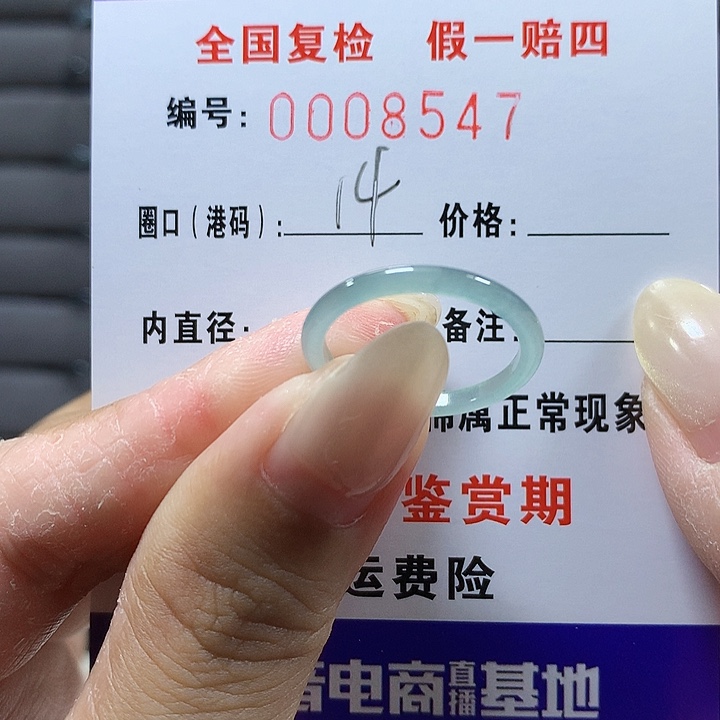 全国复检 假一赔四
编号: 0008547
圈口(港码): 14 价格:
内直径: 备注:
属正常现象
鉴赏期
运费险
电商直播基地